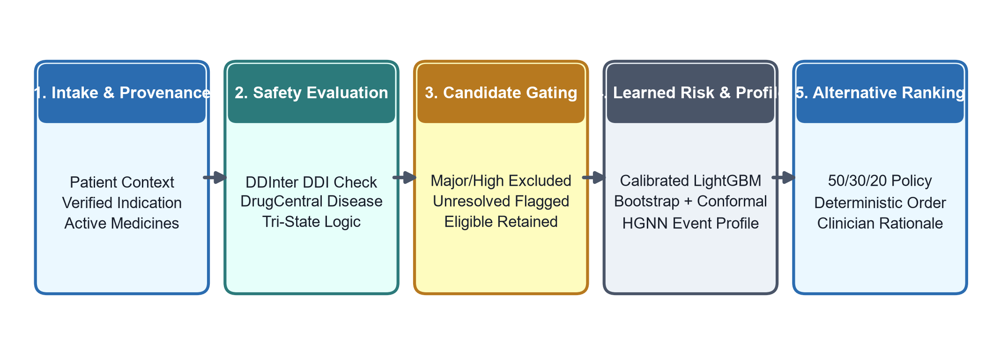 1. Intake & Provenance
Patient Context
Verified Indication
Active Medicines
2. Safety Evaluation
DDInter DDI Check
DrugCentral Disease
Tri-State Logic
3. Candidate Gating
Major/High Excluded
Unresolved Flagged
Eligible Retained
Learned Risk &
Calibrated LightGBM
Bootstrap + Conformal
HGNN Event Profile
5. Alternative Ranking
50/30/20 Policy
Deterministic Order
Clinician Rationale